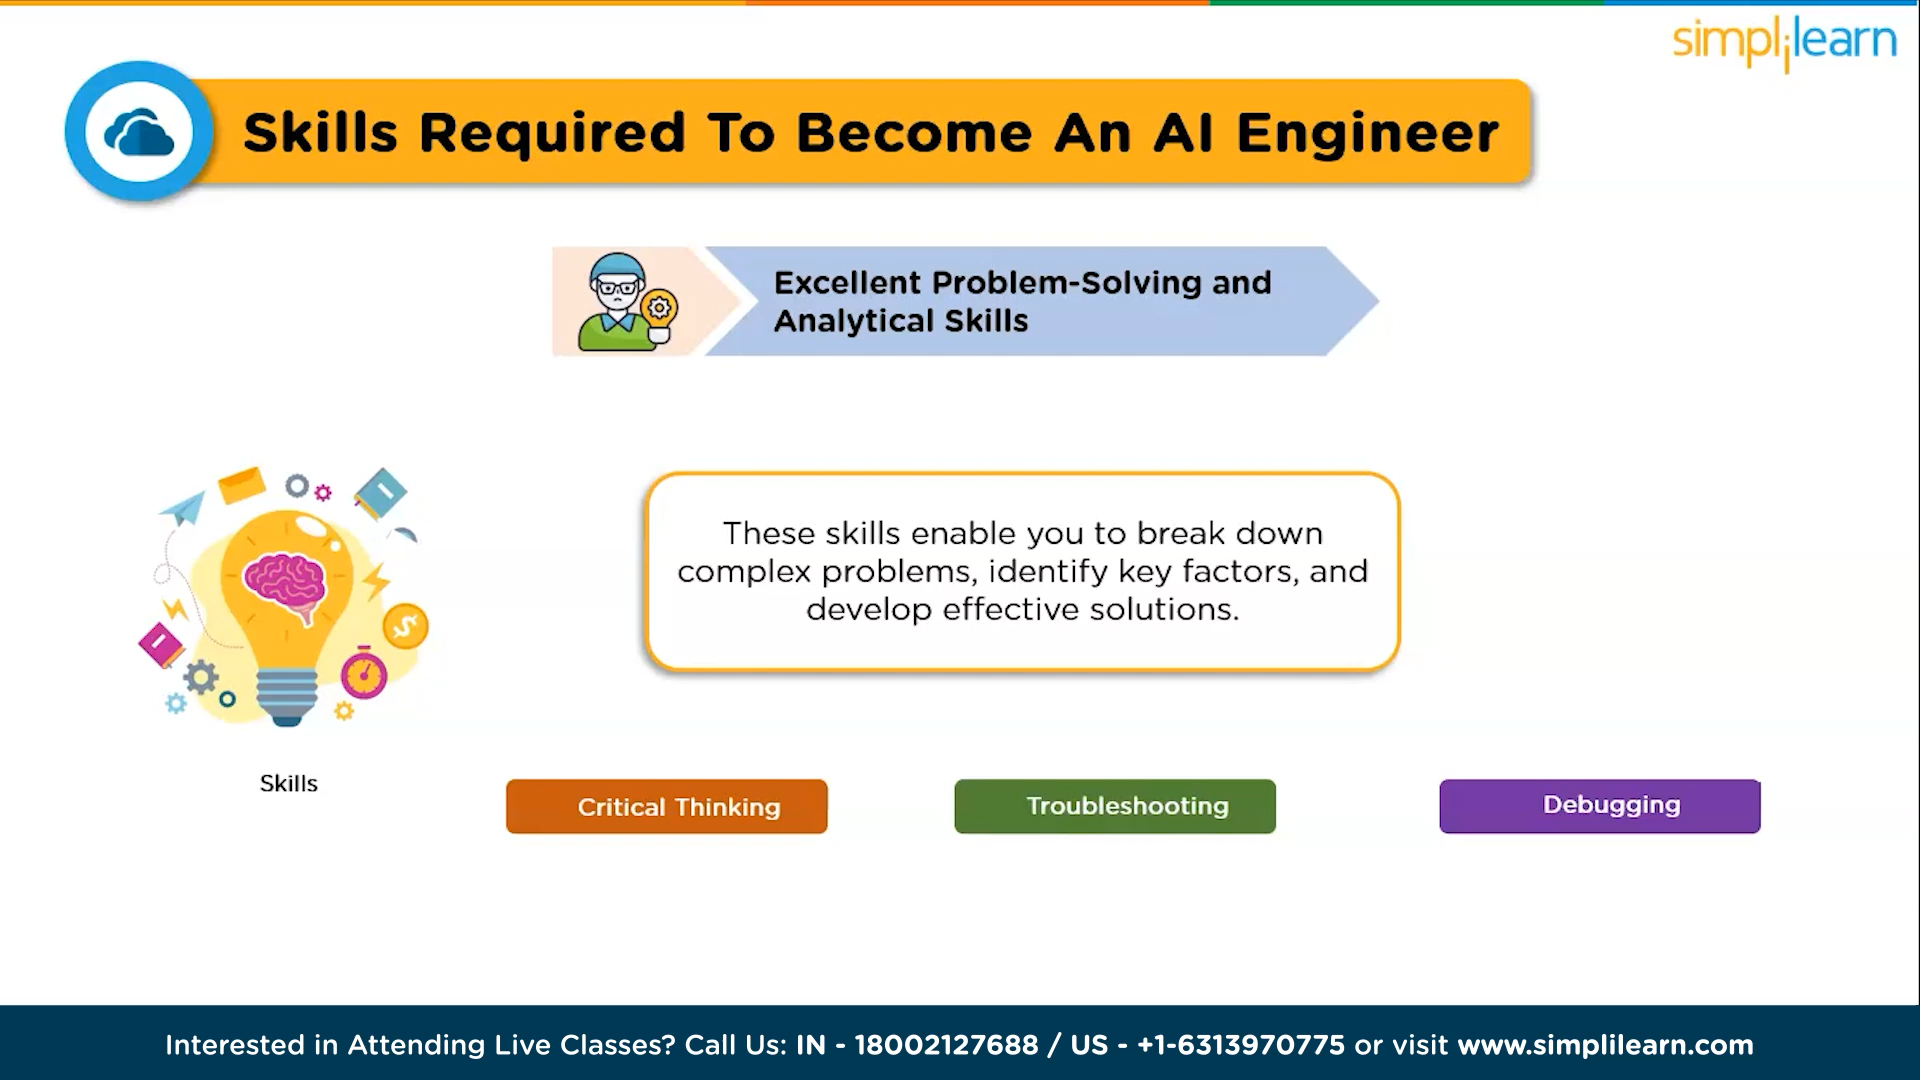 simplilearn
Skills Required To Become An AI Engineer
Excellent Problem-Solving and
Analytical Skills
These skills enable you to break down
complex problems, identify key factors, and
develop effective solutions.
Skills
Critical Thinking
Troubleshooting
Debugging
Interested in Attending Live Classes? Call Us: IN - 18002127688 / US - +1-6313970775 or visit www.simplilearn.com